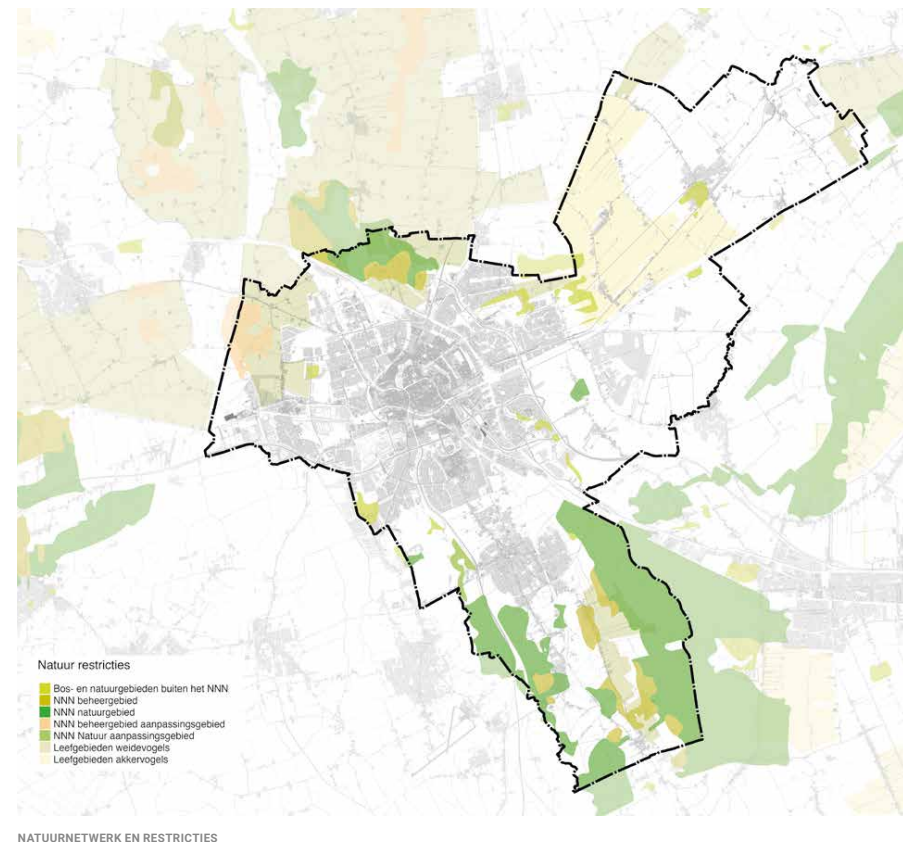 Natuur restricties
Bos- en natuurgebieden buiten het NNN
NNN beheergebied
NNN natuurgebied
NNN beheergebied aanpassingsgebied
NNN Natuur aanpassingsgebied
Leefgebieden weidevogels
Leefgebieden akkervogels
NATUURNETWERK EN RESTRICTIES